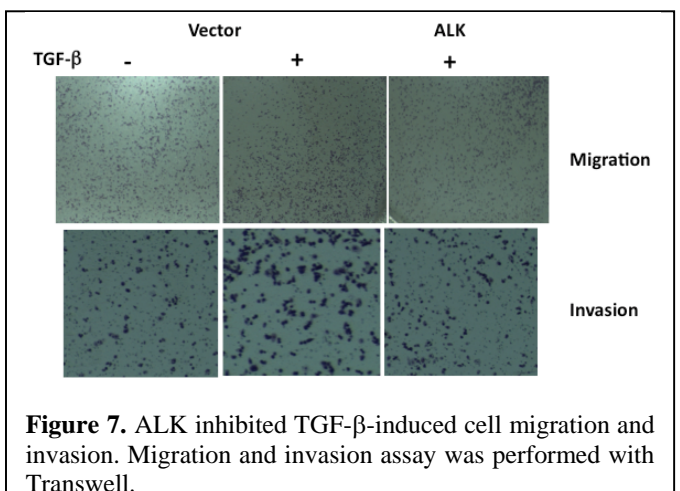 Vector ALK
TGF-β - + +
Migration
Invasion
Figure 7. ALK inhibited TGF-β-induced cell migration and
invasion. Migration and invasion assay was performed with
Transwell.